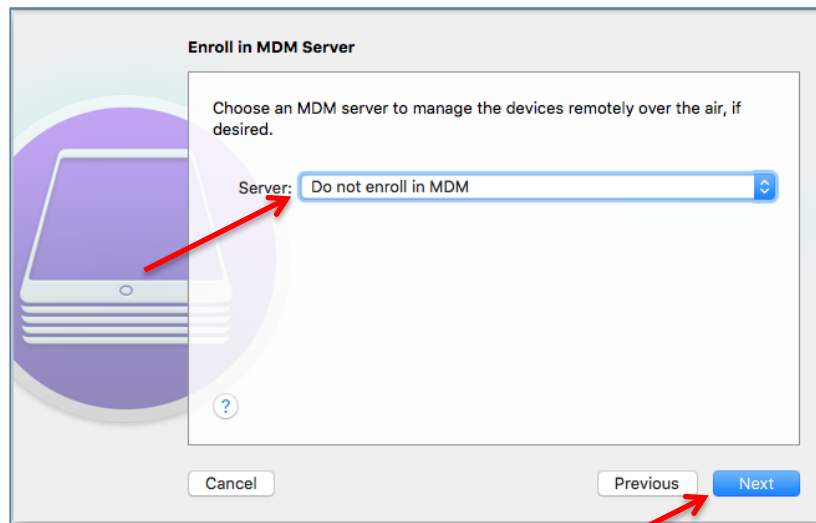 Enroll in MDM Server
Choose an MDM server to manage the devices remotely over the air, if
desired.
Server: Do not enroll in MDM
?
Cancel Previous Next